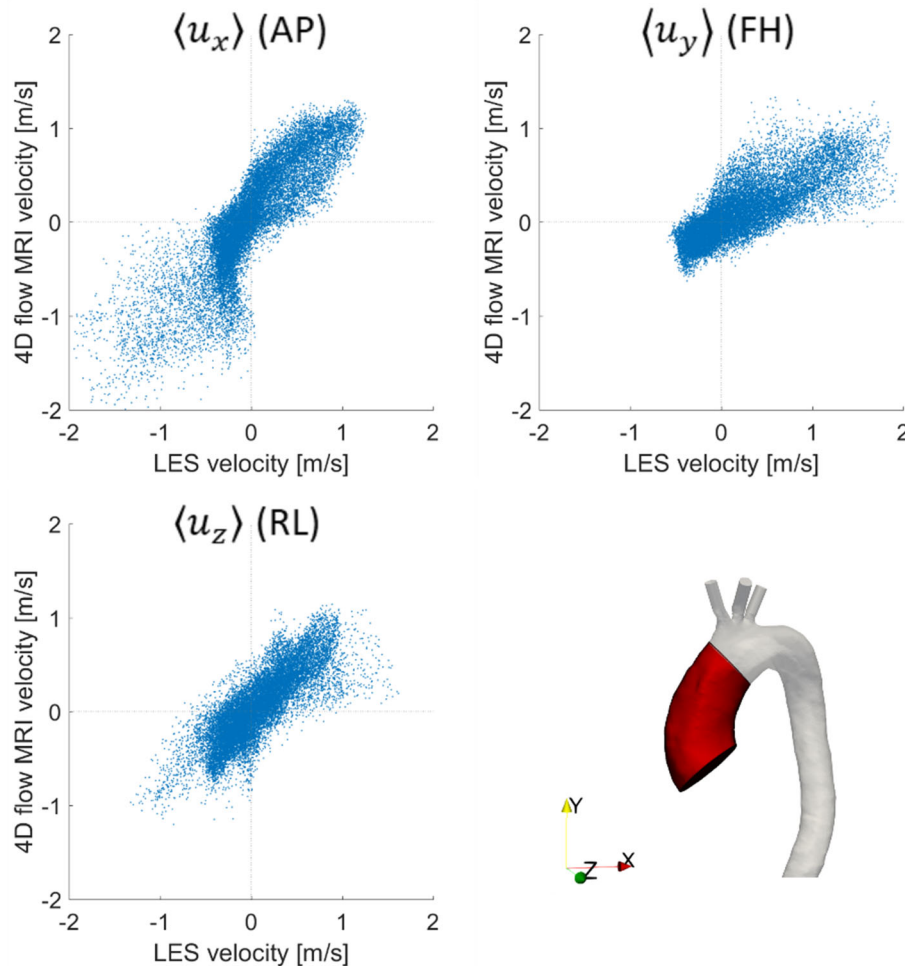 ⟨u_x⟩ (AP)
2
1
0
-1
-2
4D flow MRI velocity [m/s]
-2 -1 0 1 2
LES velocity [m/s]
⟨u_y⟩ (FH)
2
1
0
-1
-2
4D flow MRI velocity [m/s]
-2 -1 0 1 2
LES velocity [m/s]
⟨u_z⟩ (RL)
2
1
0
-1
-2
4D flow MRI velocity [m/s]
-2 -1 0 1 2
LES velocity [m/s]
Y
Z X